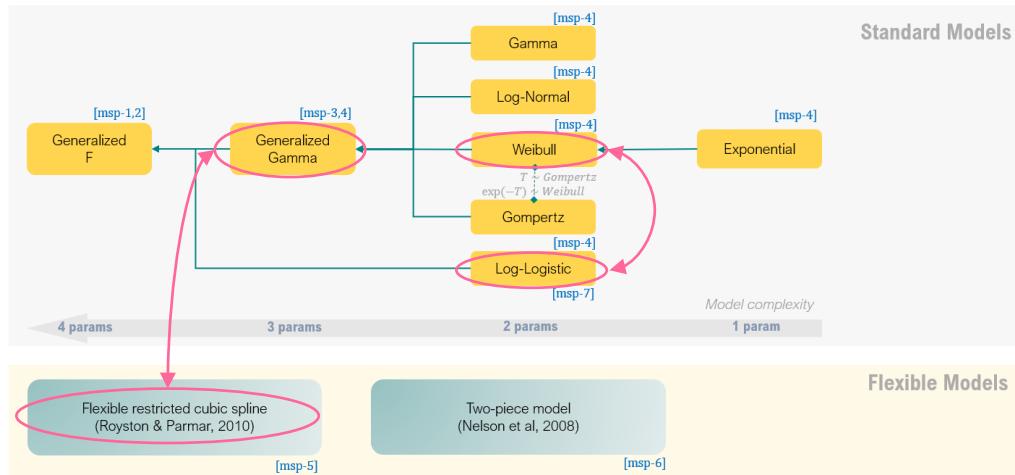 Standard Models
[msp-4]
Gamma
[msp-4]
Log-Normal
[msp-1,2]
Generalized
F
[msp-3,4]
Generalized
Gamma
[msp-4]
Weibull
[msp-4]
Exponential
T ~ Gompertz
exp(−T) ~ Weibull
Gompertz
[msp-4]
Log-Logistic
[msp-7]
Model complexity
4 params
3 params
2 params
1 param
Flexible Models
Flexible restricted cubic spline
(Royston & Parmar, 2010)
[msp-5]
Two-piece model
(Nelson et al, 2008)
[msp-6]